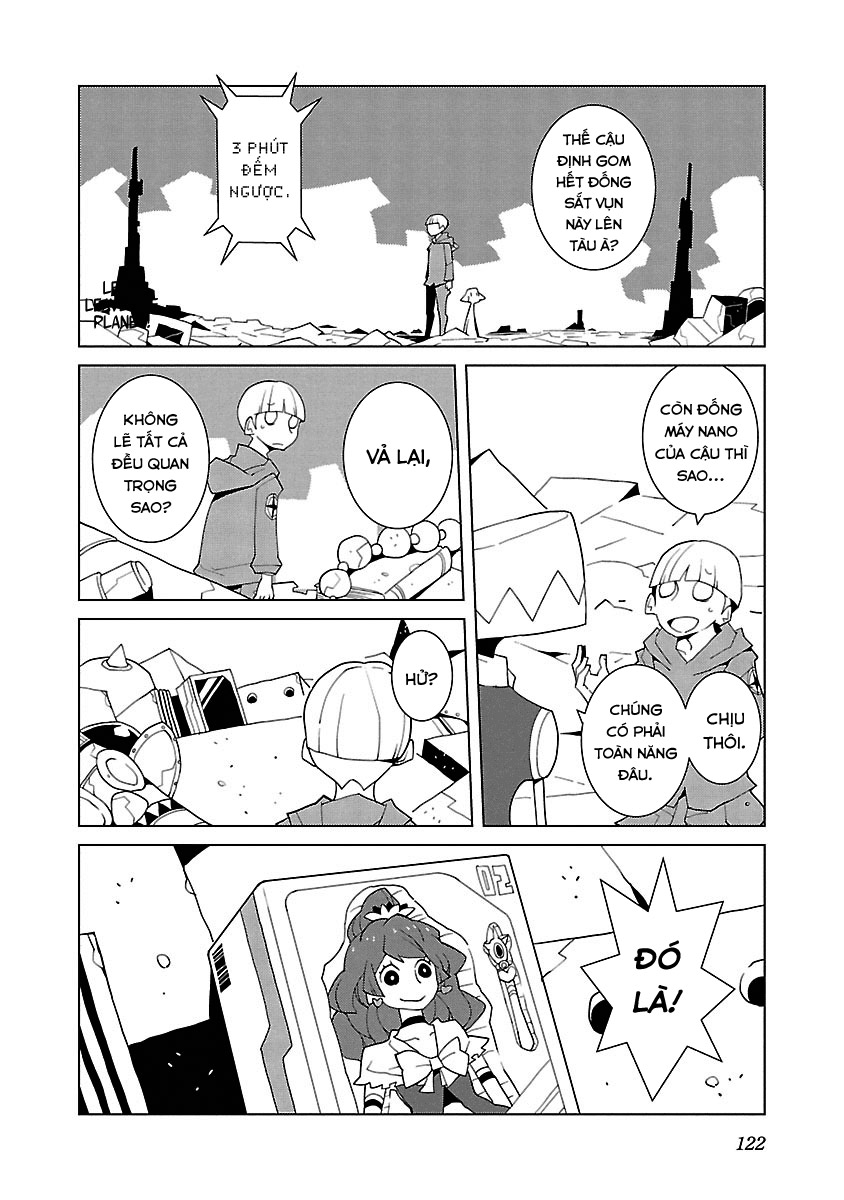 THẾ CẬU
ĐỊNH GOM
HẾT ĐỐNG
SẮT VỤN
NÀY LÊN
TÀU À?
3 PHÚT
ĐẾM
NGƯỢC.
PLANE
CÒN ĐỐNG
MÁY NANO
CỦA CẬU THÌ
SAO...
CHỊU
THÔI.
CHÚNG
CÓ PHẢI
TOÀN NĂNG
ĐÂU.
VẢ LẠI,
KHÔNG
LẼ TẤT CẢ
ĐỀU QUAN
TRỌNG
SAO?
HỬ?
02
ĐÓ
LÀ!
122